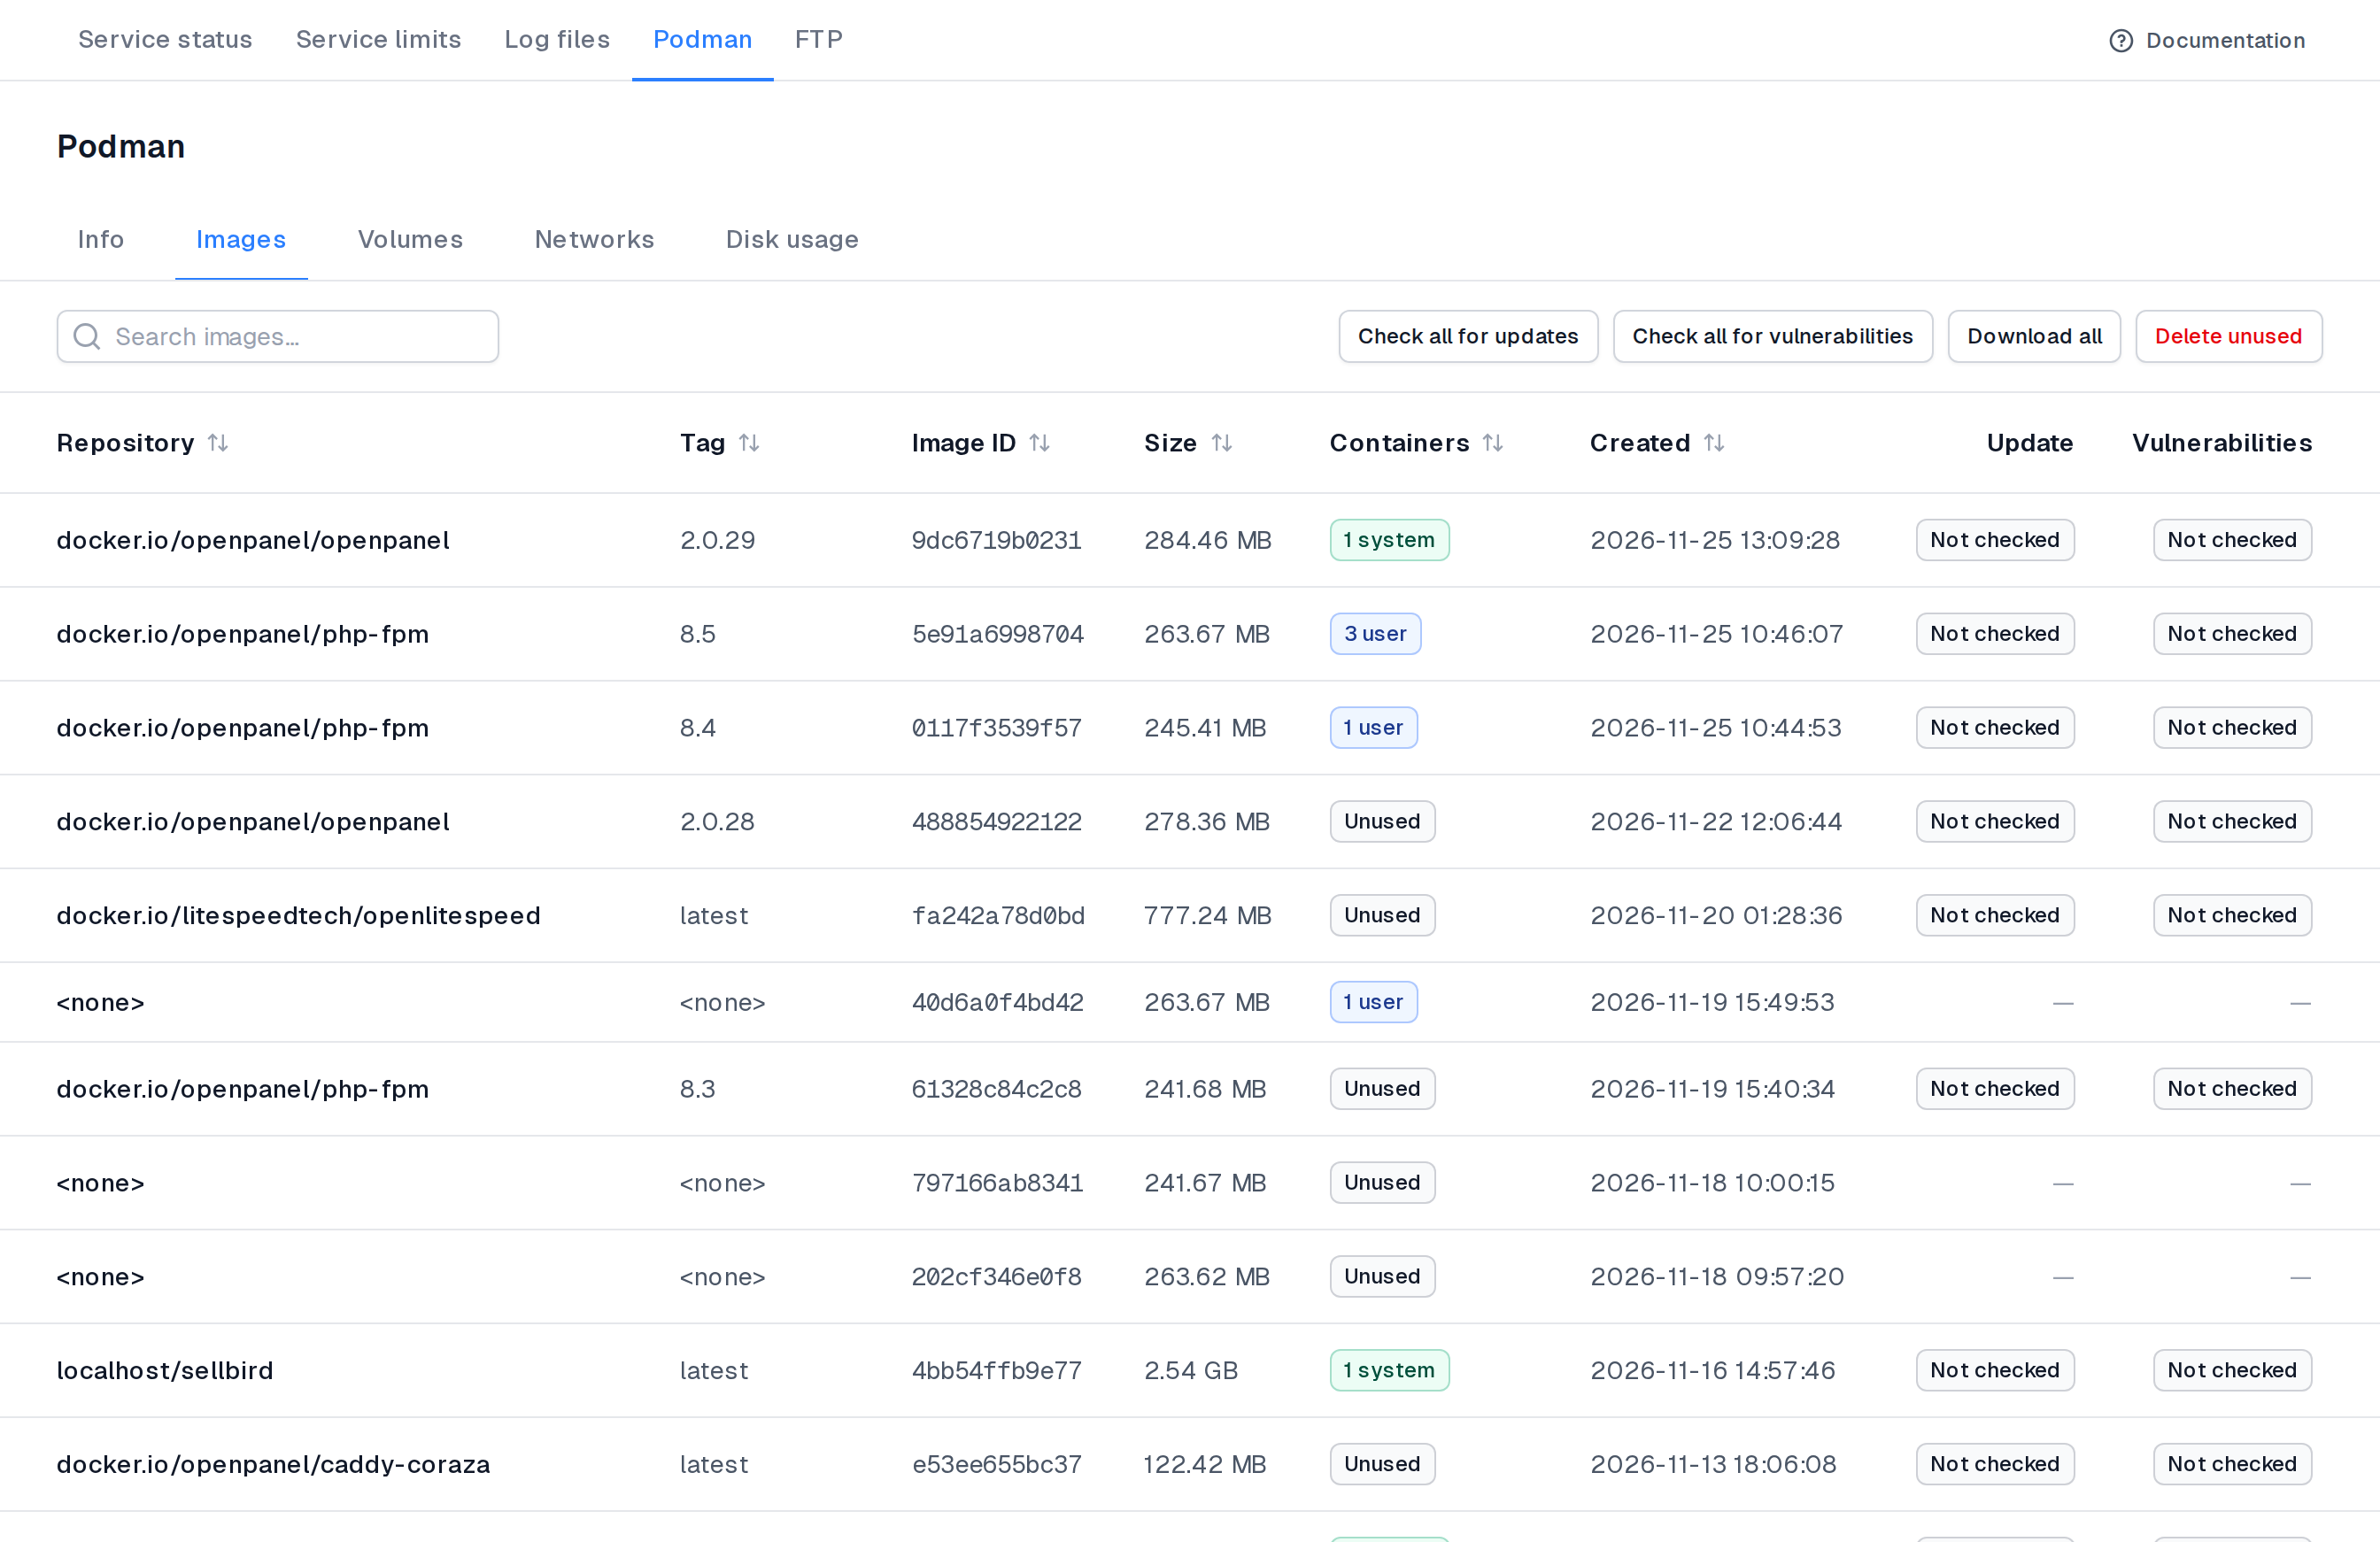 Service status Service limits Log files Podman FTP Documentation
Podman
Info Images Volumes Networks Disk usage
Search images... Check all for updates Check all for vulnerabilities Download all Delete unused
Repository Tag Image ID Size Containers Created Update Vulnerabilities
docker.io/openpanel/openpanel 2.0.29 9dc6719b0231 284.46 MB 1 system 2026-11-25 13:09:28 Not checked Not checked
docker.io/openpanel/php-fpm 8.5 5e91a6998704 263.67 MB 3 user 2026-11-25 10:46:07 Not checked Not checked
docker.io/openpanel/php-fpm 8.4 0117f3539f57 245.41 MB 1 user 2026-11-25 10:44:53 Not checked Not checked
docker.io/openpanel/openpanel 2.0.28 488854922122 278.36 MB Unused 2026-11-22 12:06:44 Not checked Not checked
docker.io/litespeedtech/openlitespeed latest fa242a78d0bd 777.24 MB Unused 2026-11-20 01:28:36 Not checked Not checked
<none> <none> 40d6a0f4bd42 263.67 MB 1 user 2026-11-19 15:49:53 — —
docker.io/openpanel/php-fpm 8.3 61328c84c2c8 241.68 MB Unused 2026-11-19 15:40:34 Not checked Not checked
<none> <none> 797166ab8341 241.67 MB Unused 2026-11-18 10:00:15 — —
<none> <none> 202cf346e0f8 263.62 MB Unused 2026-11-18 09:57:20 — —
localhost/sellbird latest 4bb54ffb9e77 2.54 GB 1 system 2026-11-16 14:57:46 Not checked Not checked
docker.io/openpanel/caddy-coraza latest e53ee655bc37 122.42 MB Unused 2026-11-13 18:06:08 Not checked Not checked